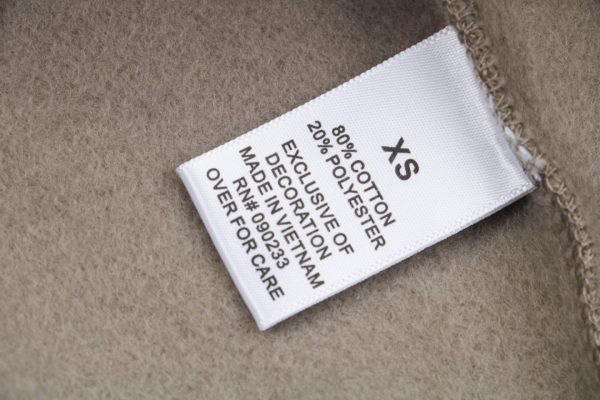 XS
80% COTTON
20% POLYESTER
EXCLUSIVE OF
DECORATION
MADE IN VIETNAM
RN# 090233
OVER FOR CARE